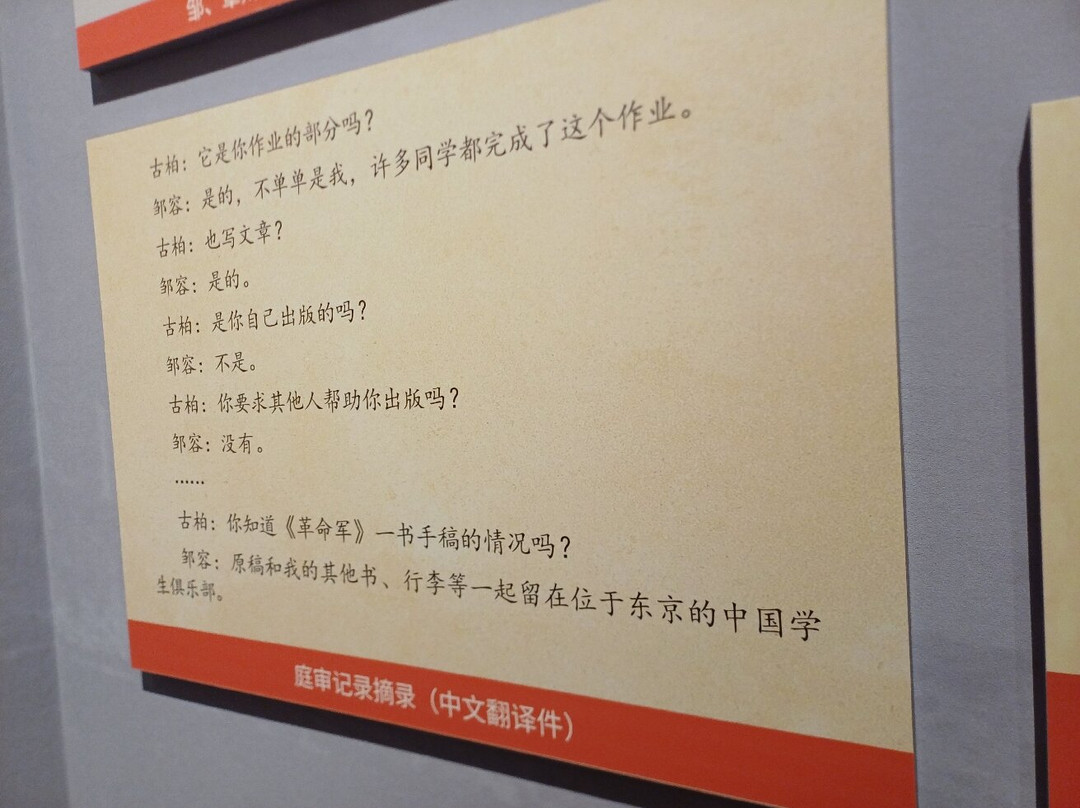 邹、章
古柏：它是你作业的部分吗？
邹容：是的，不单单是我，许多同学都完成了这个作业。
古柏：也写文章？
邹容：是的。
古柏：是你自己出版的吗？
邹容：不是。
古柏：你要求其他人帮助你出版吗？
邹容：没有。
……
古柏：你知道《革命军》一书手稿的情况吗？
邹容：原稿和我的其他书、行李等一起留在位于东京的中国学
生俱乐部。
庭审记录摘录（中文翻译件）